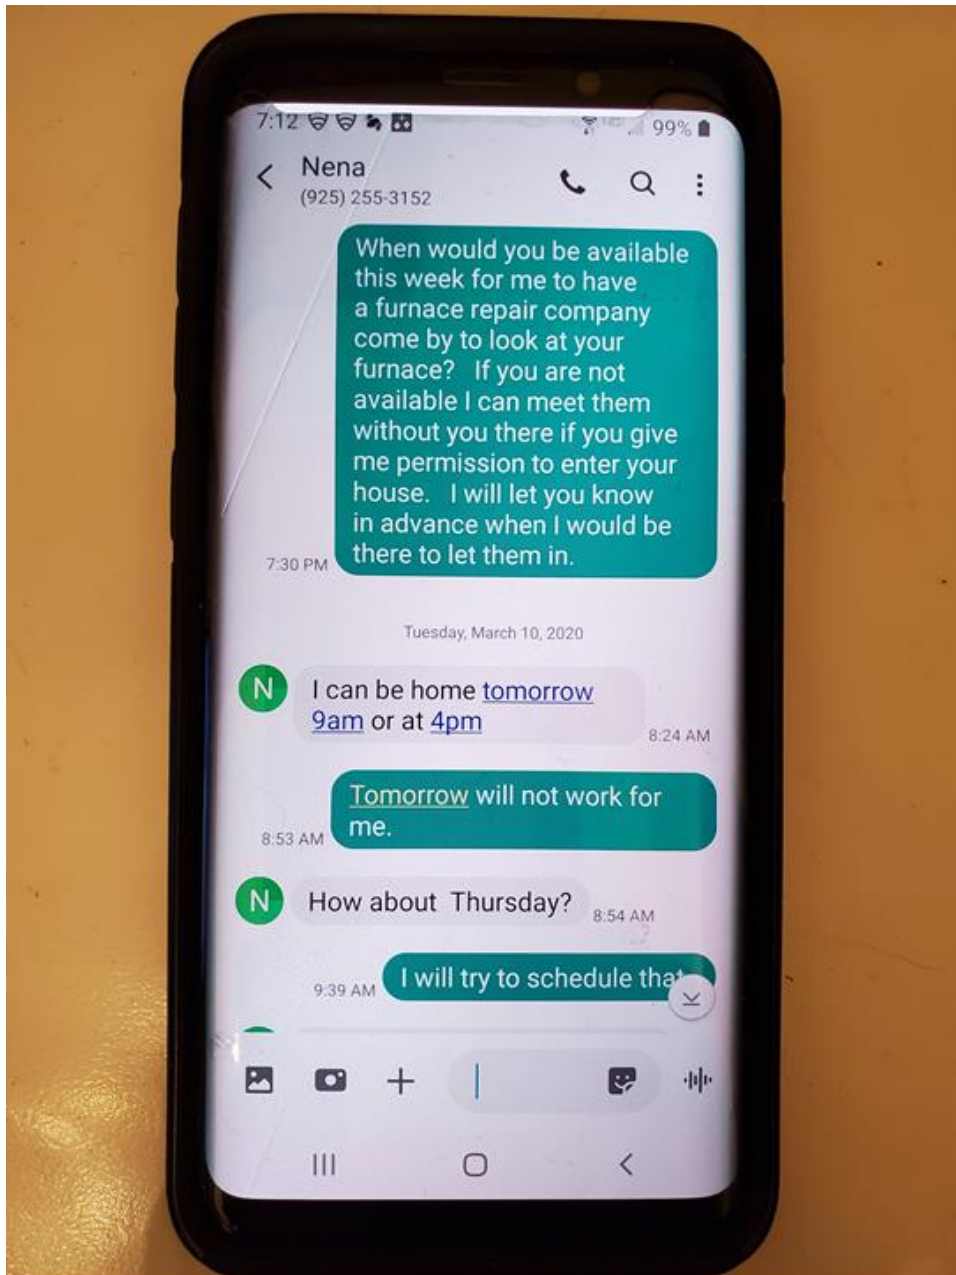 7:12 99%
Nena
(925) 255-3152
When would you be available
this week for me to have
a furnace repair company
come by to look at your
furnace? If you are not
available I can meet them
without you there if you give
me permission to enter your
house. I will let you know
in advance when I would be
there to let them in.
7:30 PM
Tuesday, March 10, 2020
N
I can be home tomorrow
9am or at 4pm
8:24 AM
Tomorrow will not work for
me.
8:53 AM
N
How about Thursday?
8:54 AM
I will try to schedule that
9:39 AM